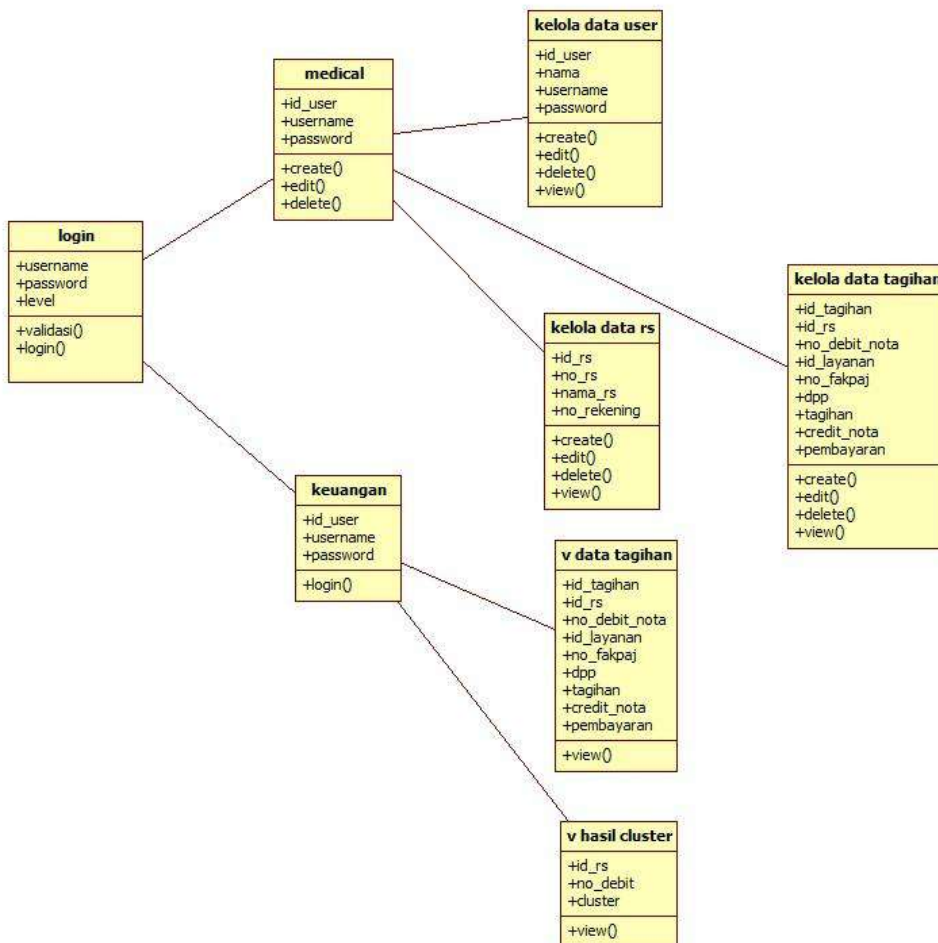 kelola data user
+id_user
+nama
+username
+password
+create()
+edit()
+delete()
+view()
medical
+id_user
+username
+password
+create()
+edit()
+delete()
login
+username
+password
+level
+validasi()
+login()
kelola data tagihan
+id_tagihan
+id_rs
+no_debit_nota
+id_layanan
+no_fakpaj
+dpp
+tagihan
+credit_nota
+pembayaran
+create()
+edit()
+delete()
+view()
kelola data rs
+id_rs
+no_rs
+nama_rs
+no_rekening
+create()
+edit()
+delete()
+view()
keuangan
+id_user
+username
+password
+login()
v data tagihan
+id_tagihan
+id_rs
+no_debit_nota
+id_layanan
+no_fakpaj
+dpp
+tagihan
+credit_nota
+pembayaran
+view()
v hasil cluster
+id_rs
+no_debit
+cluster
+view()